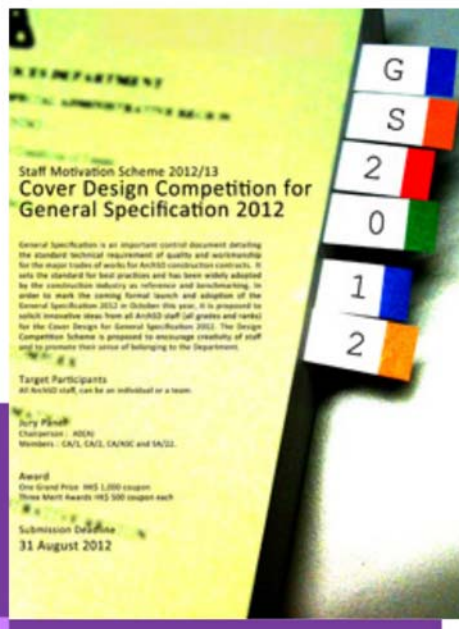 Staff Motivation Scheme 2012/13
Cover Design Competition for
General Specification 2012
General Specification is an important control document detailing
the standard technical requirement of quality and workmanship
for the major trades of works for ArchSD construction contracts. It
sets the standard for best practices and has been widely adopted
by the construction industry as reference and benchmarking. In
order to mark the coming formal launch and adoption of the
General Specification 2012 in October this year, it is proposed to
solicit innovative ideas from all ArchSD staff (all grades and ranks)
for the Cover Design for General Specification 2012. The Design
Competition Scheme is proposed to encourage creativity of staff
and to promote their sense of belonging to the Department.
Target Participants
All ArchSD staff, can be an individual or a team.
Jury Panel
Chairperson :
Members : CA/1, CA/2, CA/ASC and
Award
One Grand Prize HK$ 1,000 coupon
Three Merit Awards HK$ 500 coupon each
Submission Deadline
31 August 2012
G
S
2
0
1
2